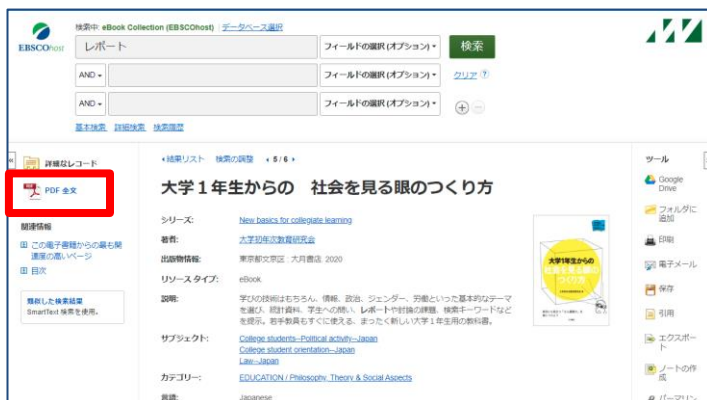 検索中: eBook Collection (EBSCOhost) データベース選択
EBSCOhost
レポート
フィールドの選択 (オプション)
検索
AND
フィールドの選択 (オプション)
クリア ?
AND
フィールドの選択 (オプション)
基本検索 詳細検索 検索履歴
«
詳細なレコード
PDF 全文
関連情報
この電子書籍からの最も関
連度の高いページ
目次
類似した検索結果
SmartText 検索を使用。
結果リスト 検索の調整 5 / 6
大学1年生からの 社会を見る眼のつくり方
シリーズ: New basics for collegiate learning
著者: 大学初年次教育研究会
出版物情報: 東京都文京区 : 大月書店 2020
リソース タイプ: eBook
説明: 学びの技術はもちろん、情報、政治、ジェンダー、労働といった基本的なテーマ
を選び、統計資料、学生への問い、レポートや討論の課題、検索キーワードなど
を提示。若手教員もすぐに使える、まったく新しい大学1年生用の教科書。
サブジェクト: College students--Political activity--Japan
College student orientation--Japan
Law--Japan
カテゴリー: EDUCATION / Philosophy, Theory & Social Aspects
言語: Japanese
大学1年生からの
社会を見る眼の
つくり方
ツール
Google
Drive
フォルダに
追加
印刷
電子メール
保存
引用
エクスポー
ト
ノートの作
成
パーマリン